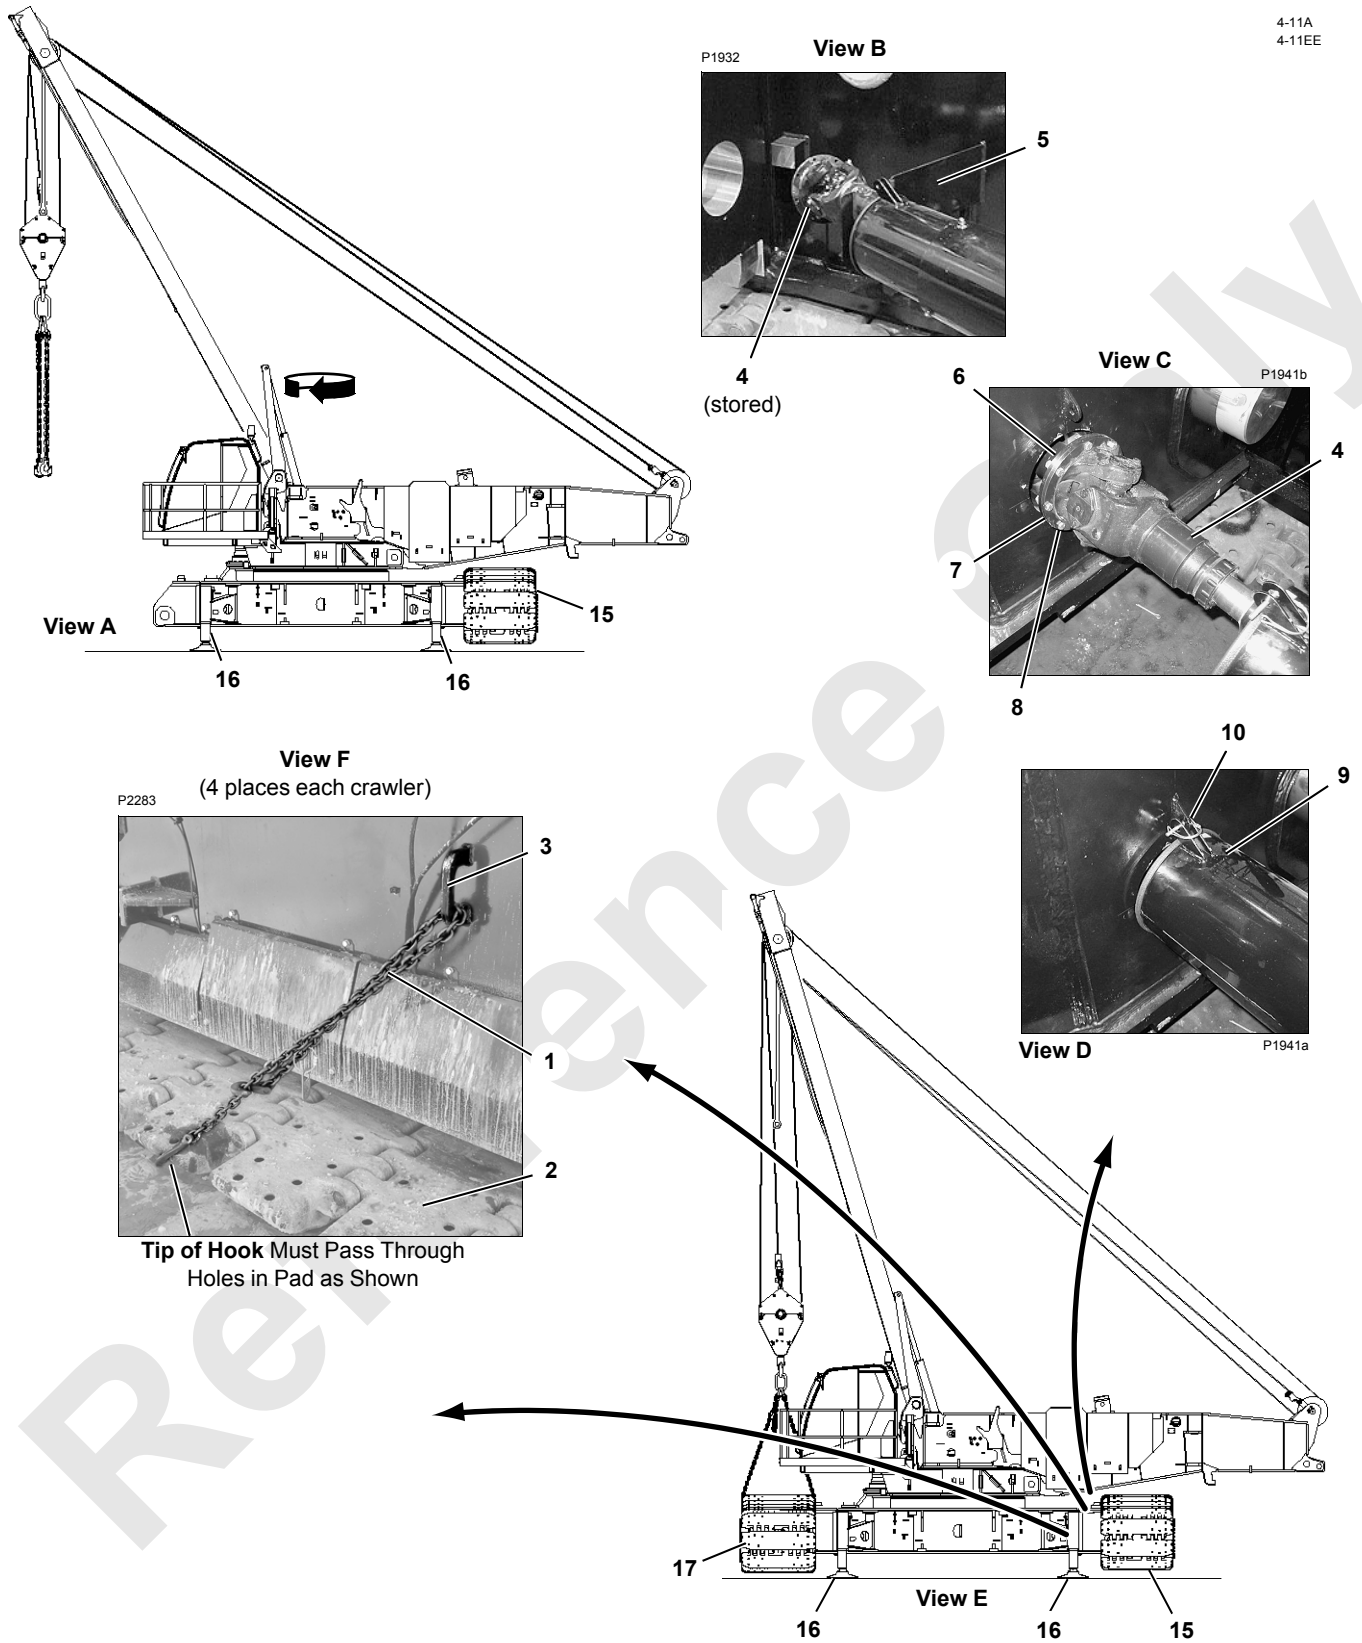 4-11A
4-11EE
View B
P1932
5
4
(stored)
View C
P1941b
6
4
7
8
15
View A
16
16
View F
(4 places each crawler)
P2283
3
1
2
Tip of Hook Must Pass Through
Holes in Pad as Shown
10
9
View D
P1941a
17
View E
16
16
15
Reference Only